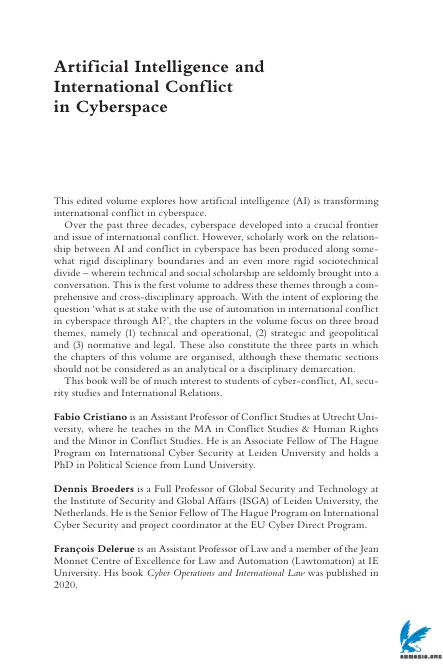 Artificial Intelligence and
International Conflict
in Cyberspace
This edited volume explores how artificial intelligence (AI) is transforming
international conflict in cyberspace.
Over the past three decades, cyberspace developed into a crucial frontier
and issue of international conflict. However, scholarly work on the relation-
ship between AI and conflict in cyberspace has been produced along some-
what rigid disciplinary boundaries and an even more rigid sociotechnical
divide – wherein technical and social scholarship are seldomly brought into a
conversation. This is the first volume to address these themes through a com-
prehensive and cross-disciplinary approach. With the intent of exploring the
question ‘what is at stake with the use of automation in international conflict
in cyberspace through AI?’, the chapters in the volume focus on three broad
themes, namely (1) technical and operational, (2) strategic and geopolitical
and (3) normative and legal. These also constitute the three parts in which
the chapters of this volume are organised, although these thematic sections
should not be considered as an analytical or a disciplinary demarcation.
This book will be of much interest to students of cyber-conflict, AI, secu-
rity studies and International Relations.
Fabio Cristiano is an Assistant Professor of Conflict Studies at Utrecht Uni-
versity, where he teaches in the MA in Conflict Studies & Human Rights
and the Minor in Conflict Studies. He is an Associate Fellow of The Hague
Program on International Cyber Security at Leiden University and holds a
PhD in Political Science from Lund University.
Dennis Broeders is a Full Professor of Global Security and Technology at
the Institute of Security and Global Affairs (ISGA) of Leiden University, the
Netherlands. He is the Senior Fellow of The Hague Program on International
Cyber Security and project coordinator at the EU Cyber Direct Program.
François Delerue is an Assistant Professor of Law and a member of the Jean
Monnet Centre of Excellence for Law and Automation (Lawtomation) at IE
University. His book Cyber Operations and International Law was published in
2020.